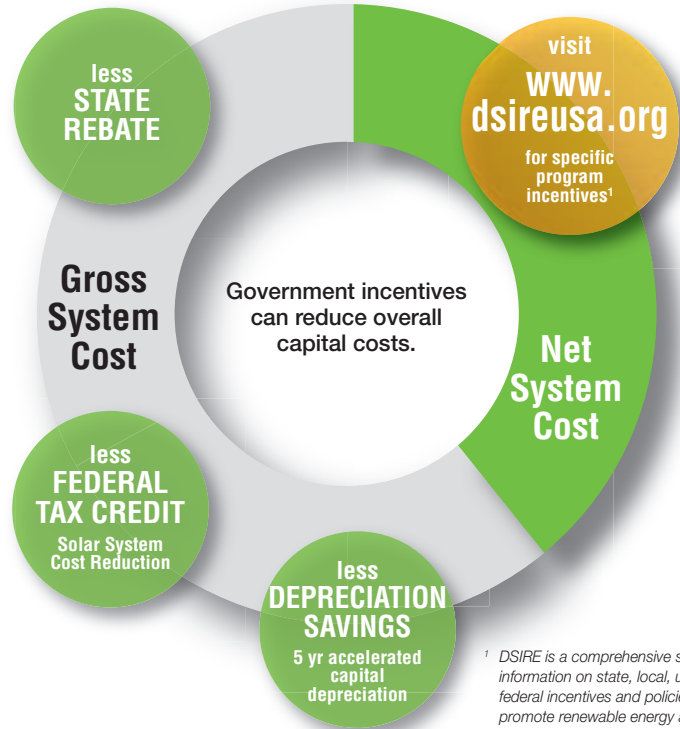 less
STATE
REBATE
visit
www.
dsireusa.org
for specific
program
incentives¹
Gross
System
Cost
Government incentives
can reduce overall
capital costs.
Net
System
Cost
less
FEDERAL
TAX CREDIT
Solar System
Cost Reduction
less
DEPRECIATION
SAVINGS
5 yr accelerated
capital
depreciation
¹ DSIRE is a comprehensive
information on state, local,
federal incentives and
promote renewable energy